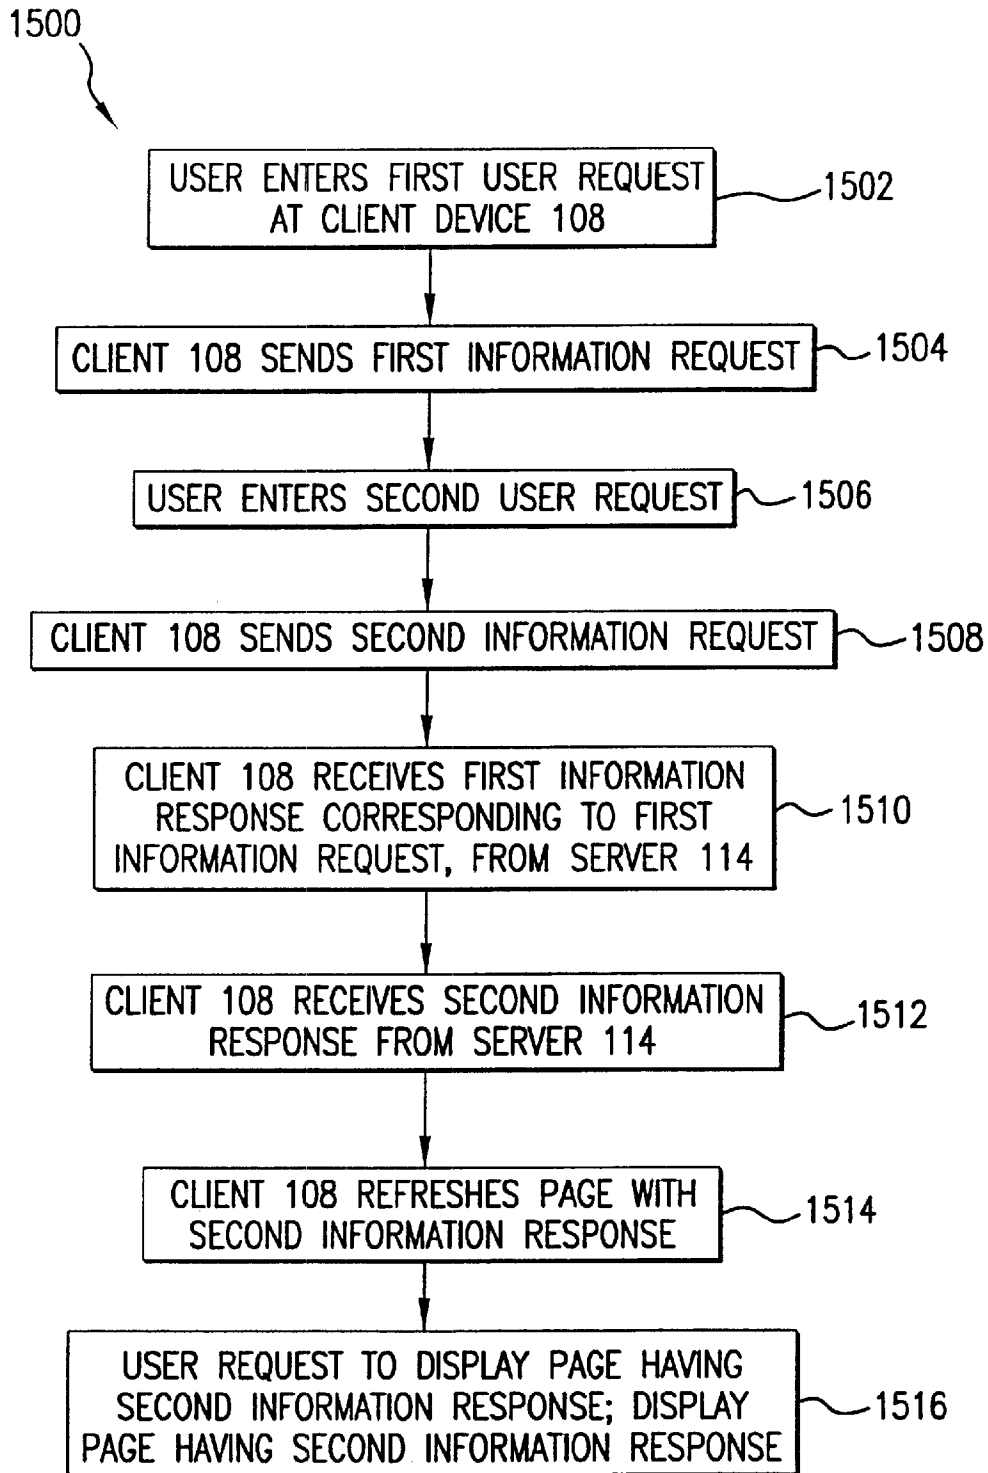 1500
USER ENTERS FIRST USER REQUEST
AT CLIENT DEVICE 108
1502
CLIENT 108 SENDS FIRST INFORMATION REQUEST
1504
USER ENTERS SECOND USER REQUEST
1506
CLIENT 108 SENDS SECOND INFORMATION REQUEST
1508
CLIENT 108 RECEIVES FIRST INFORMATION
RESPONSE CORRESPONDING TO FIRST
INFORMATION REQUEST, FROM SERVER 114
1510
CLIENT 108 RECEIVES SECOND INFORMATION
RESPONSE FROM SERVER 114
1512
CLIENT 108 REFRESHES PAGE WITH
SECOND INFORMATION RESPONSE
1514
USER REQUEST TO DISPLAY PAGE HAVING
SECOND INFORMATION RESPONSE; DISPLAY
PAGE HAVING SECOND INFORMATION RESPONSE
1516